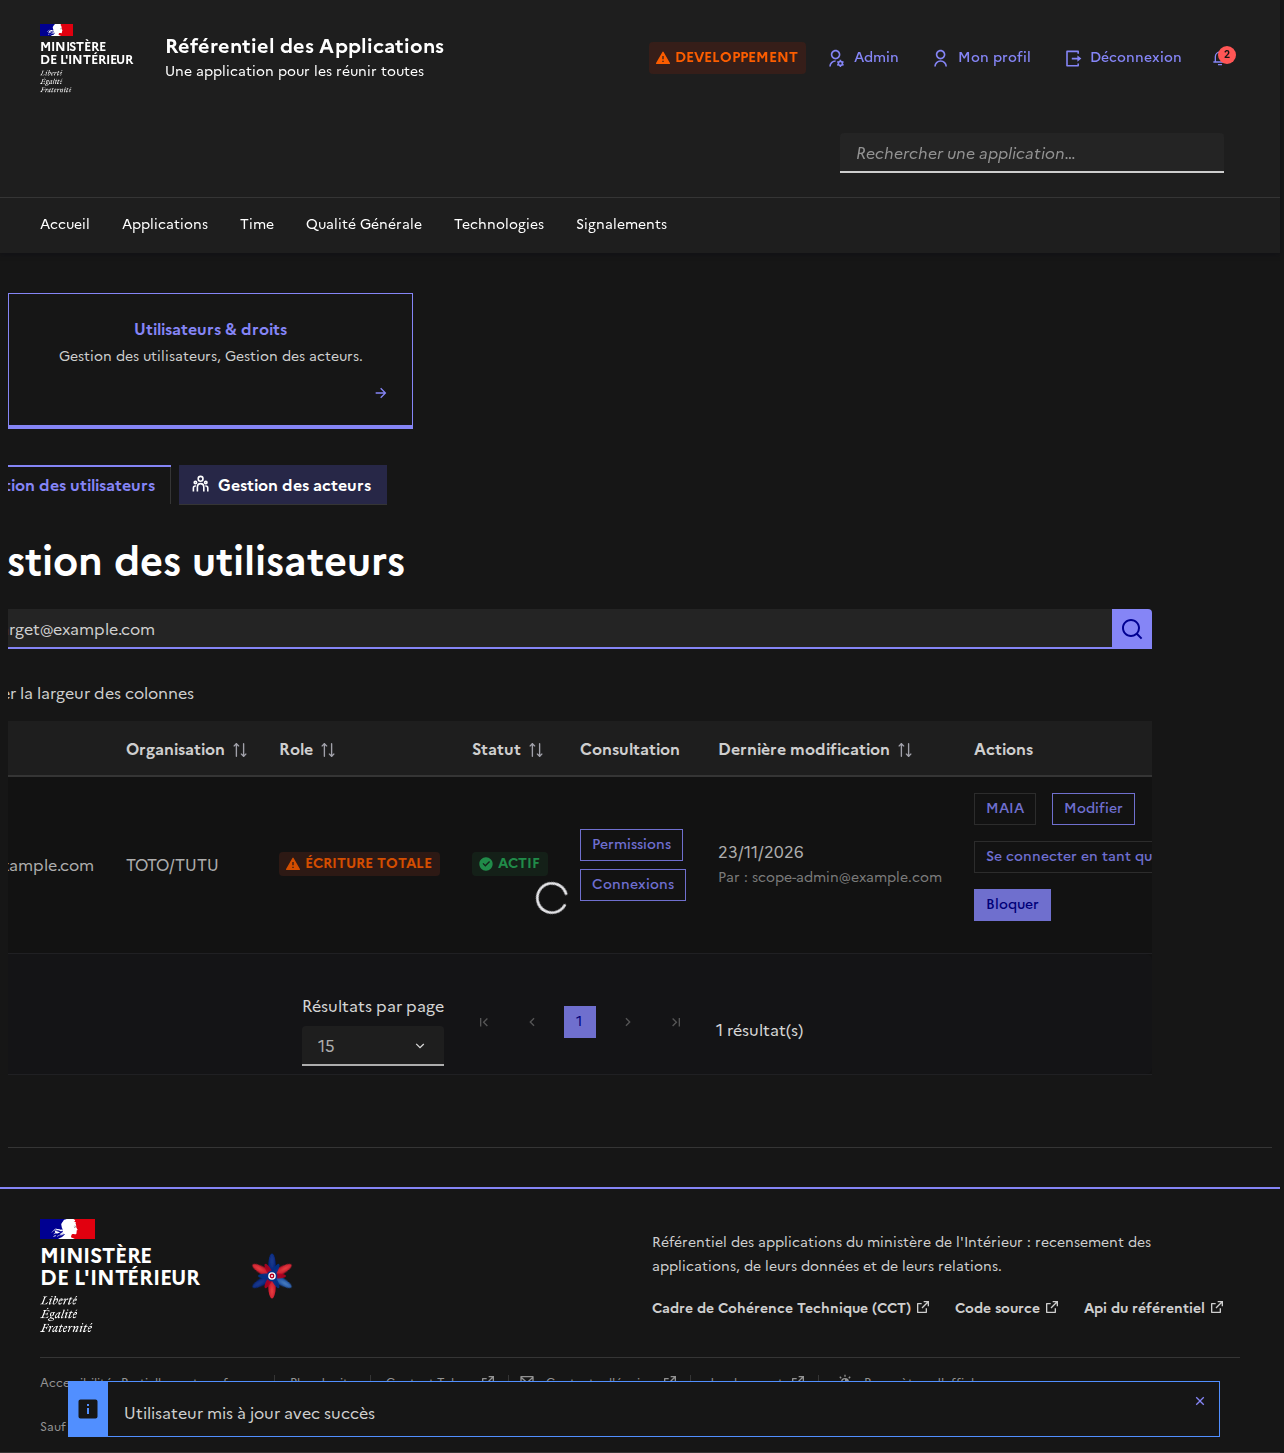 MINISTÈRE
DE L'INTÉRIEUR
Liberté
Égalité
Fraternité
Référentiel des Applications
Une application pour les réunir toutes
DEVELOPPEMENT
Admin
Mon profil
Déconnexion
2
Rechercher une application...
Accueil
Applications
Time
Qualité Générale
Technologies
Signalements
Utilisateurs & droits
Gestion des utilisateurs, Gestion des acteurs.
tion des utilisateurs
Gestion des acteurs
stion des utilisateurs
rget@example.com
er la largeur des colonnes
Organisation
Role
Statut
Consultation
Dernière modification
Actions
ample.com
TOTO/TUTU
ÉCRITURE TOTALE
ACTIF
Permissions
Connexions
23/11/2026
Par : scope-admin@example.com
MAIA
Modifier
Se connecter en tant qu
Bloquer
Résultats par page
15
1
1 résultat(s)
MINISTÈRE
DE L'INTÉRIEUR
Liberté
Égalité
Fraternité
Référentiel des applications du ministère de l'Intérieur : recensement des
applications, de leurs données et de leurs relations.
Cadre de Cohérence Technique (CCT)
Code source
Api du référentiel
Utilisateur mis à jour avec succès
Sauf